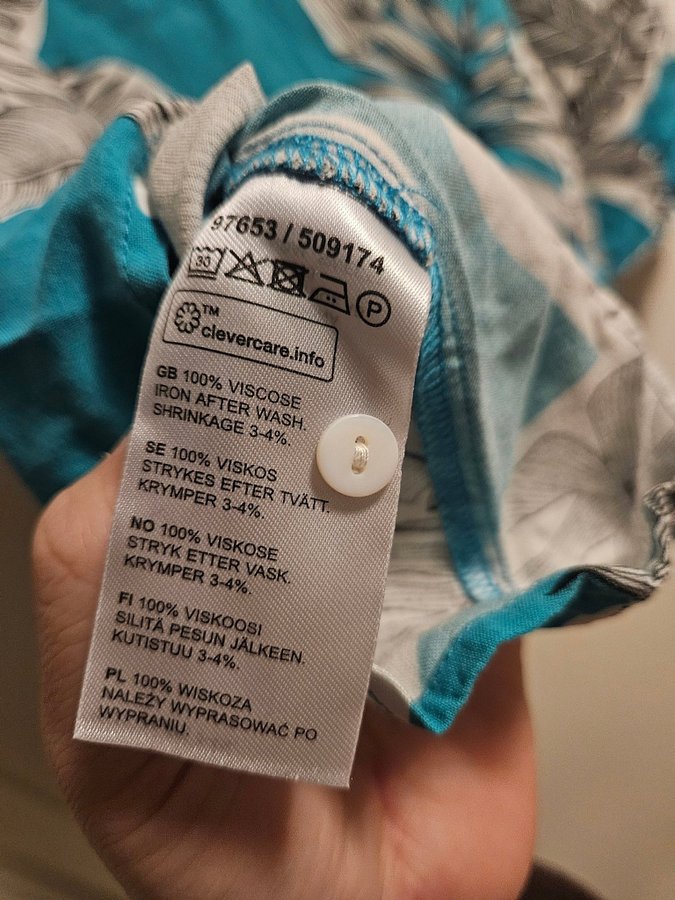 97653 / 509174
30 P
™
clevercare.info
GB 100% VISCOSE
IRON AFTER WASH.
SHRINKAGE 3-4%.
SE 100% VISKOS
STRYKES EFTER TVÄTT.
KRYMPER 3-4%.
NO 100% VISKOSE
STRYK ETTER VASK.
KRYMPER 3-4%.
FI 100% VISKOOSI
SILITÄ PESUN JÄLKEEN.
KUTISTUU 3-4%.
PL 100% WISKOZA
NALEŻY WYPRASOWAĆ PO
WYPRANIU.